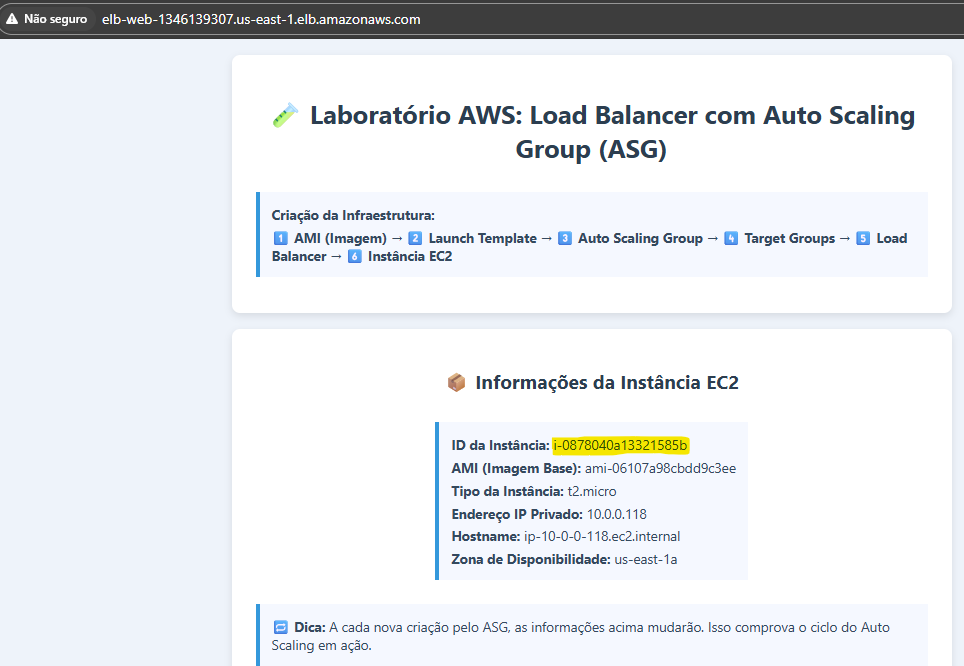 Não seguro elb-web-1346139307.us-east-1.elb.amazonaws.com
Laboratório AWS: Load Balancer com Auto Scaling
Group (ASG)
Criação da Infraestrutura:
1 AMI (Imagem) → 2 Launch Template → 3 Auto Scaling Group → 4 Target Groups → 5 Load
Balancer → 6 Instância EC2
Informações da Instância EC2
ID da Instância: i-0878040a13321585b
AMI (Imagem Base): ami-06107a98cbdd9c3ee
Tipo da Instância: t2.micro
Endereço IP Privado: 10.0.0.118
Hostname: ip-10-0-0-118.ec2.internal
Zona de Disponibilidade: us-east-1a
Dica: A cada nova criação pelo ASG, as informações acima mudarão. Isso comprova o ciclo do Auto
Scaling em ação.